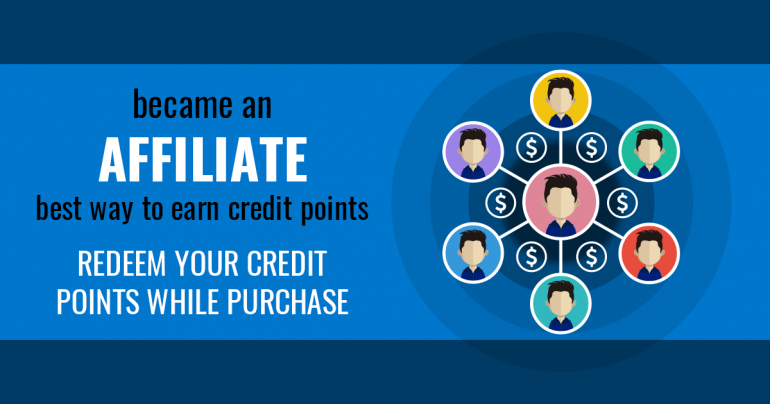 became an
AFFILIATE
best way to earn credit points
REDEEM YOUR CREDIT
POINTS WHILE PURCHASE
$ $
$ $
$ $